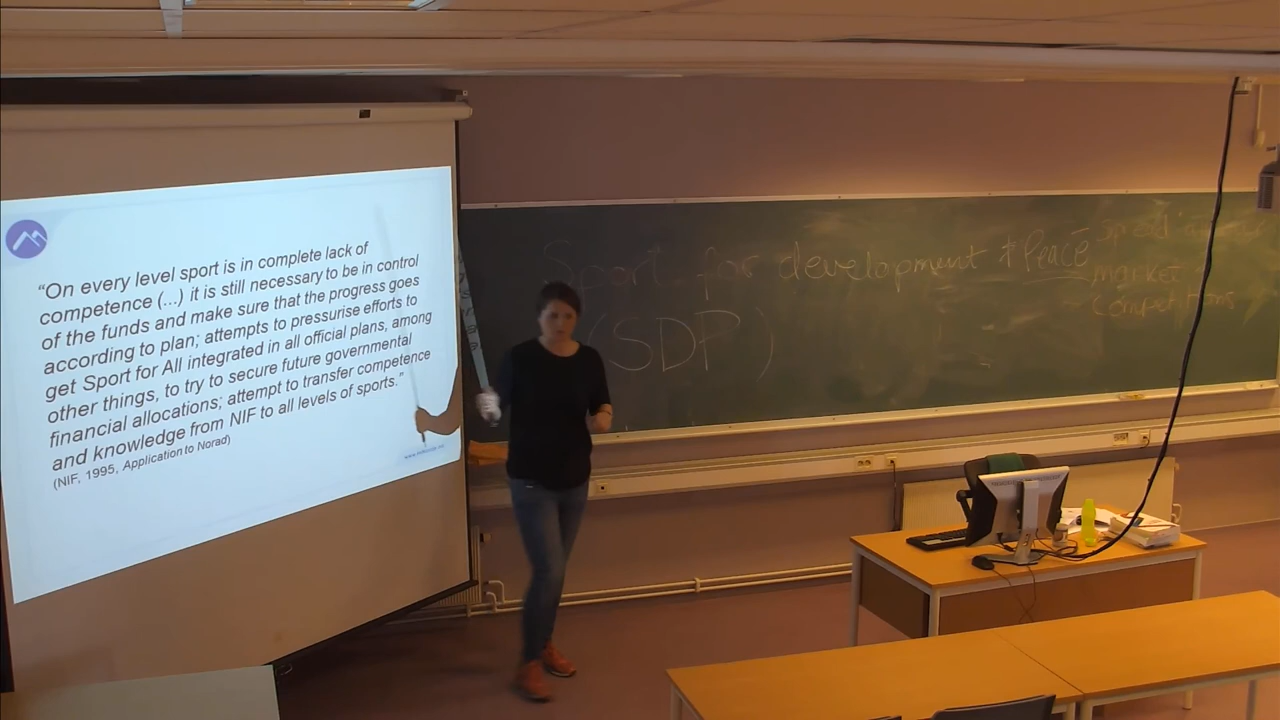 “On every level sport is in complete lack of
competence (...) it is still necessary to be in control
of the funds and make sure that the progress goes
according to plan; attempts to pressurise efforts to
get Sport for All integrated in all official plans, among
other things, to try to secure future governmental
financial allocations; attempt to transfer competence
and knowledge from NIF to all levels of sports.”
(NIF, 1995, Application to Norad)
Sport for development & Peace
(SDP)
market
competitions